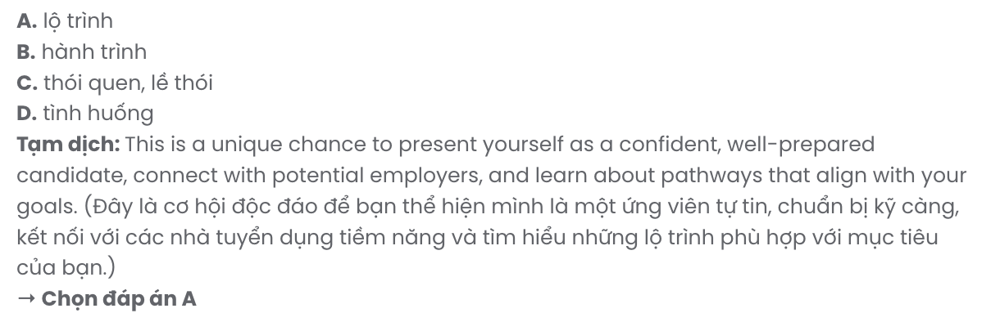 A. lộ trình
B. hành trình
C. thói quen, lề thói
D. tình huống
Tạm dịch: This is a unique chance to present yourself as a confident, well-prepared
candidate, connect with potential employers, and learn about pathways that align with your
goals. (Đây là cơ hội độc đáo để bạn thể hiện mình là một ứng viên tự tin, chuẩn bị kỹ càng,
kết nối với các nhà tuyển dụng tiềm năng và tìm hiểu những lộ trình phù hợp với mục tiêu
của bạn.)
→ Chọn đáp án A